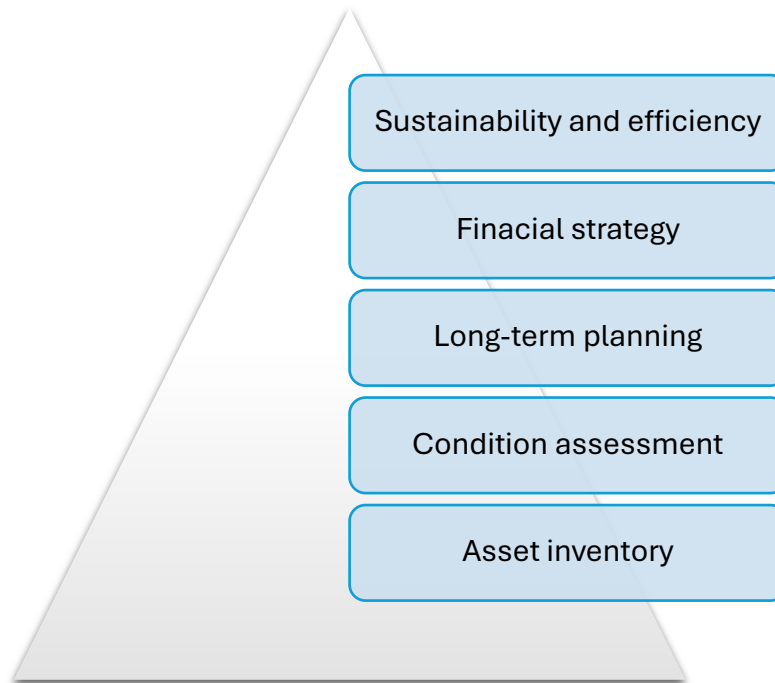 Sustainability and efficiency
Finacial strategy
Long-term planning
Condition assessment
Asset inventory